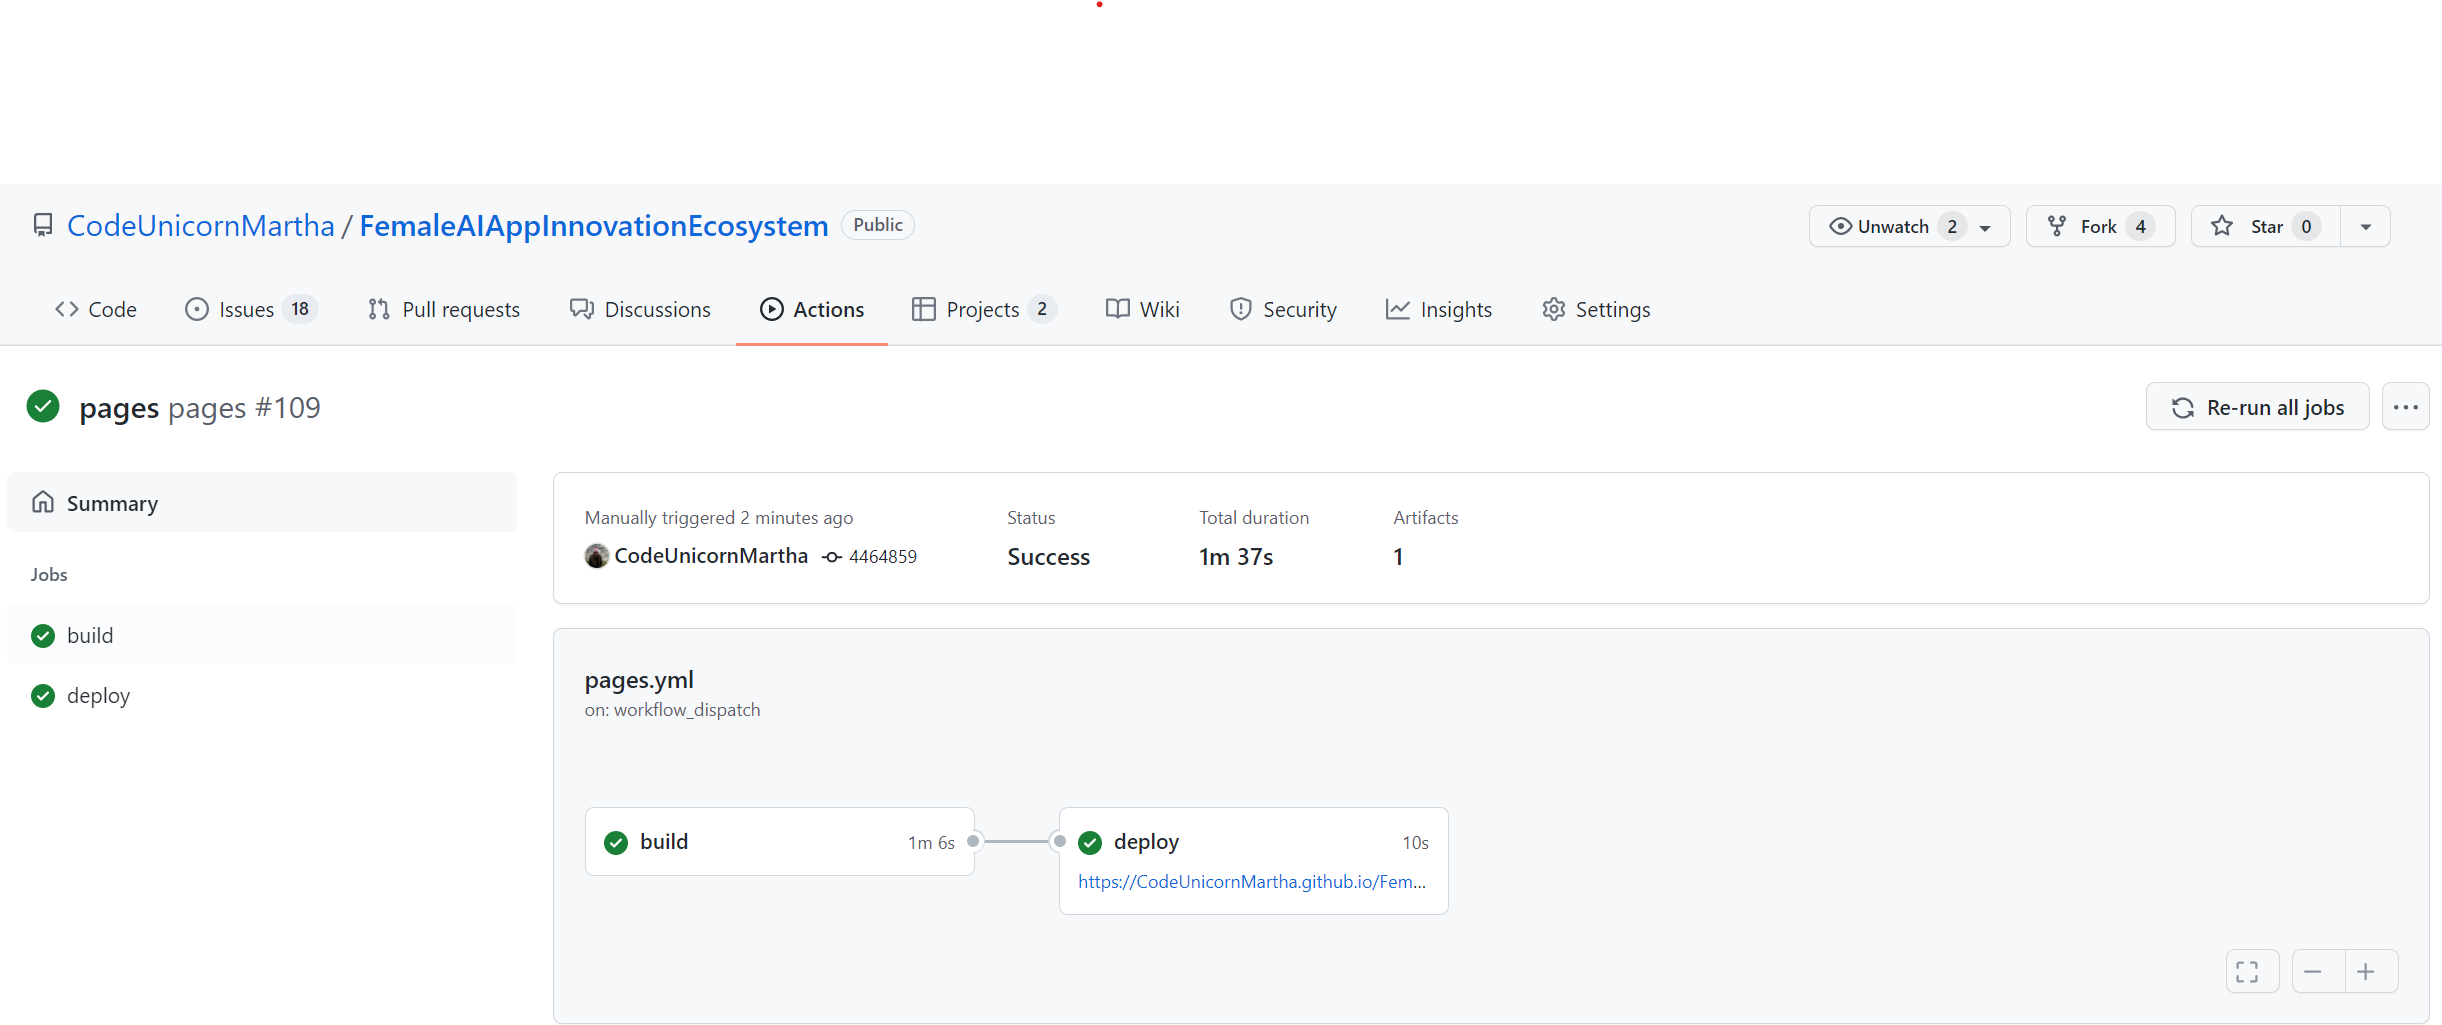 CodeUnicornMartha / FemaleAIAppInnovationEcosystem Public
Unwatch 2 Fork 4 Star 0
Code Issues 18 Pull requests Discussions Actions Projects 2 Wiki Security Insights Settings
pages pages #109
Re-run all jobs
Summary
Jobs
build
deploy
Manually triggered 2 minutes ago Status Total duration Artifacts
CodeUnicornMartha 4464859 Success 1m 37s 1
pages.yml
on: workflow_dispatch
build 1m 6s
deploy 10s
https://CodeUnicornMartha.github.io/Fem...